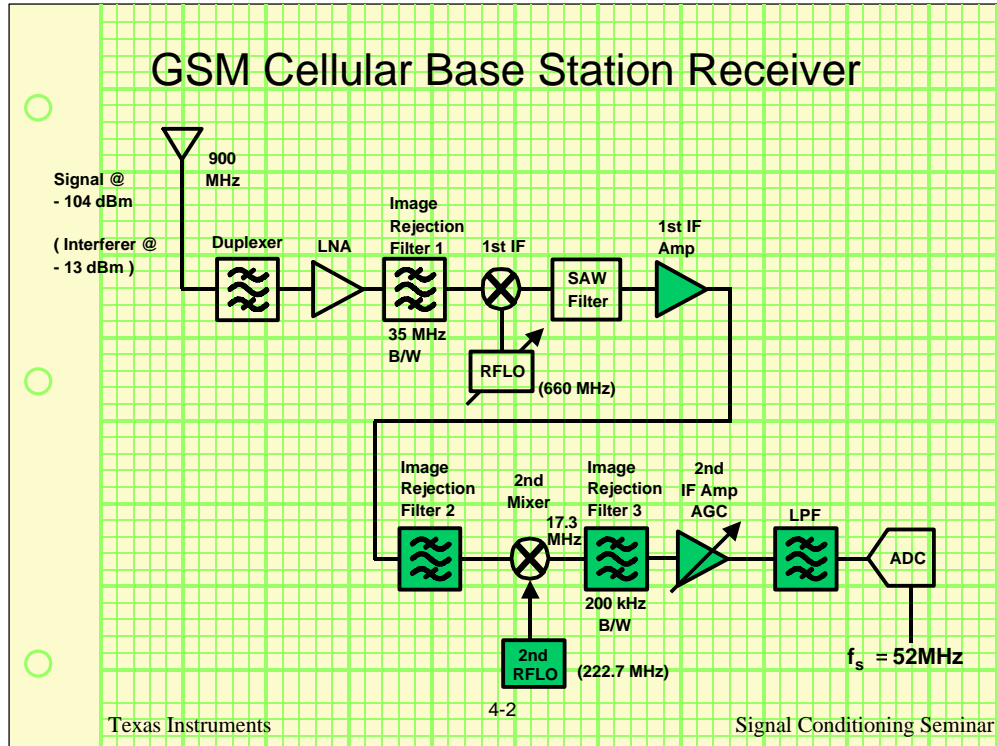 GSM Cellular Base Station Receiver
900
MHz
Signal @
- 104 dBm
( Interferer @
- 13 dBm )
Duplexer
LNA
Image
Rejection
Filter 1
1st IF
1st IF
Amp
SAW
Filter
35 MHz
B/W
RFLO
(660 MHz)
Image
Rejection
Filter 2
2nd
Mixer
17.3
MHz
Image
Rejection
Filter 3
2nd
IF Amp
AGC
LPF
ADC
200 kHz
B/W
2nd
RFLO
(222.7 MHz)
fs = 52MHz
4-2
Texas Instruments
Signal Conditioning Seminar